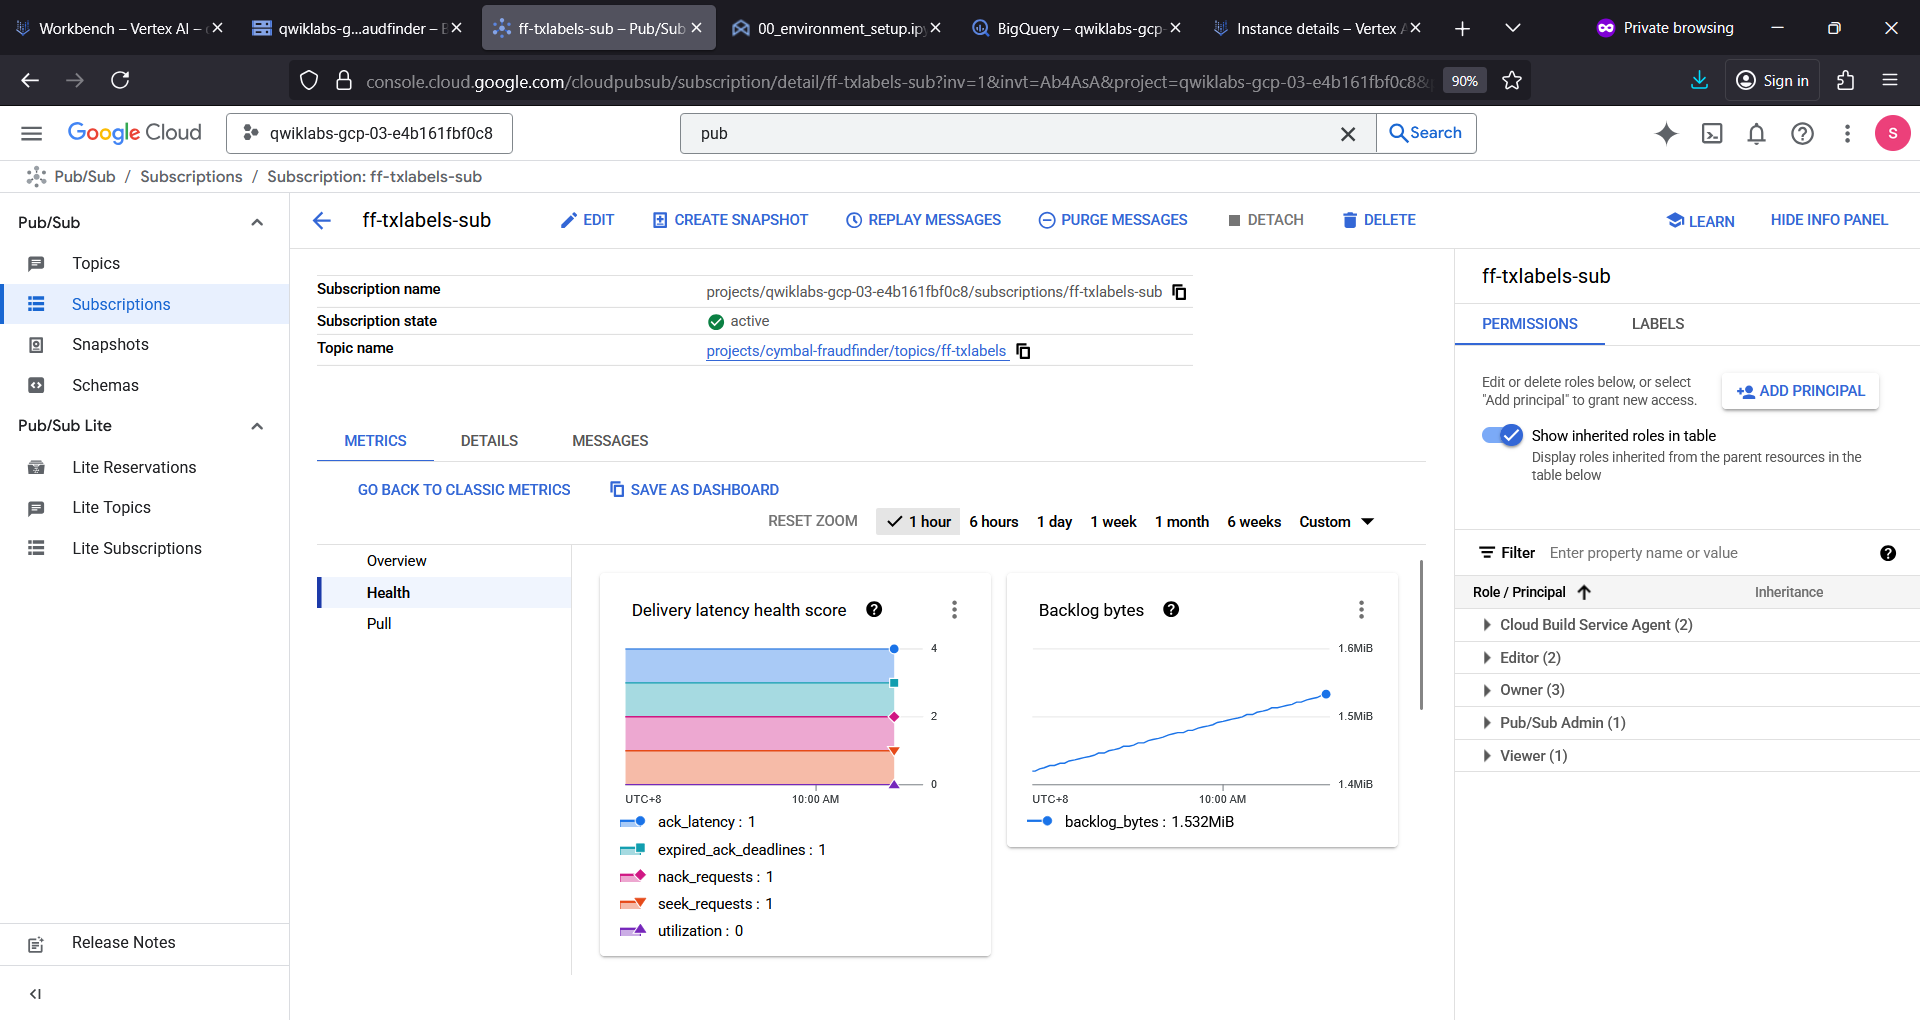 Workbench – Vertex AI –
qwiklabs-g...audfinder –
ff-txlabels-sub – Pub/Sub
00_environment_setup.ipy
BigQuery – qwiklabs-gcp-
Instance details – Vertex
Private browsing
console.cloud.google.com/cloudpubsub/subscription/detail/ff-txlabels-sub?inv=1&invt=Ab4AsA&project=qwiklabs-gcp-03-e4b161fbf0c8&
90%
Sign in
Google Cloud
qwiklabs-gcp-03-e4b161fbf0c8
pub
Search
S
Pub/Sub / Subscriptions / Subscription: ff-txlabels-sub
Pub/Sub
Topics
Subscriptions
Snapshots
Schemas
Pub/Sub Lite
Lite Reservations
Lite Topics
Lite Subscriptions
Release Notes
ff-txlabels-sub
EDIT
CREATE SNAPSHOT
REPLAY MESSAGES
PURGE MESSAGES
DETACH
DELETE
LEARN
HIDE INFO PANEL
Subscription name projects/qwiklabs-gcp-03-e4b161fbf0c8/subscriptions/ff-txlabels-sub
Subscription state active
Topic name projects/cymbal-fraudfinder/topics/ff-txlabels
METRICS
DETAILS
MESSAGES
GO BACK TO CLASSIC METRICS
SAVE AS DASHBOARD
RESET ZOOM
1 hour
6 hours
1 day
1 week
1 month
6 weeks
Custom
Overview
Health
Pull
Delivery latency health score
4
2
0
UTC+8
10:00 AM
ack_latency : 1
expired_ack_deadlines : 1
nack_requests : 1
seek_requests : 1
utilization : 0
Backlog bytes
1.6MiB
1.5MiB
1.4MiB
UTC+8
10:00 AM
backlog_bytes : 1.532MiB
ff-txlabels-sub
PERMISSIONS
LABELS
Edit or delete roles below, or select
"Add principal" to grant new access.
ADD PRINCIPAL
Show inherited roles in table
Display roles inherited from the parent resources in the
table below
Filter Enter property name or value
Role / Principal
Inheritance
Cloud Build Service Agent (2)
Editor (2)
Owner (3)
Pub/Sub Admin (1)
Viewer (1)